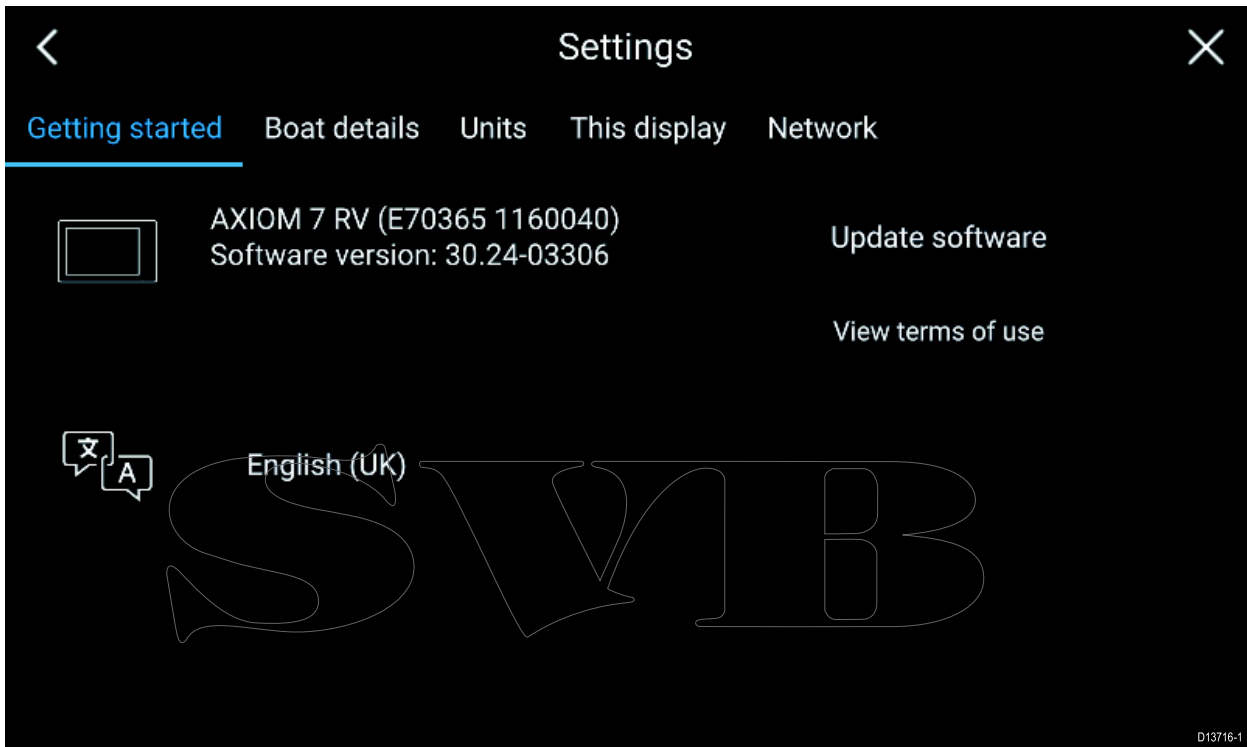 Settings
Getting started Boat details Units This display Network
AXIOM 7 RV (E70365 1160040)
Software version: 30.24-03306
Update software
View terms of use
文
A
English (UK)
SVB
D13716-1